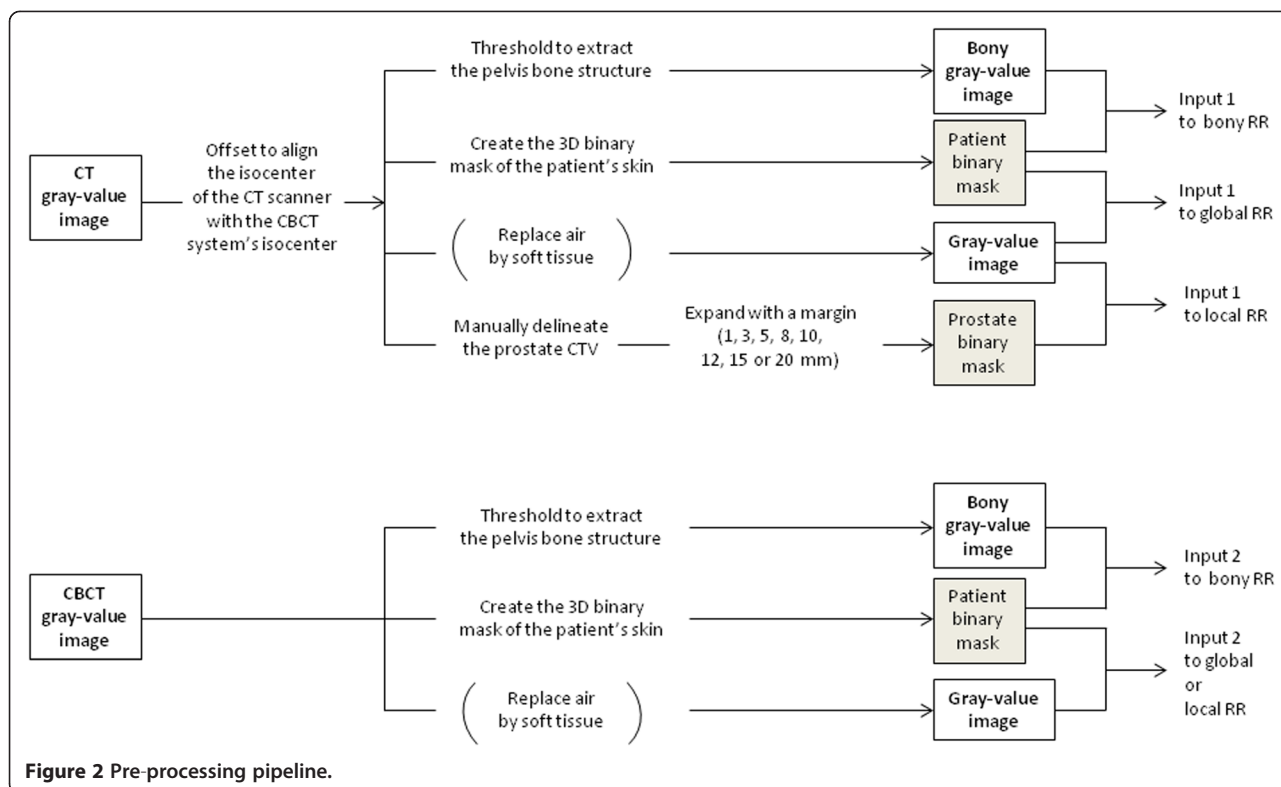 Threshold to extract
the pelvis bone structure
Bony
gray-value
image
Input 1
to bony RR
CT
gray-value
image
Offset to align
the isocenter
of the CT scanner
with the CBCT
system's isocenter
Create the 3D binary
mask of the patient's skin
Patient
binary
mask
Input 1
to global RR
( Replace air
by soft tissue )
Gray-value
image
Input 1
to local RR
Manually delineate
the prostate CTV
Expand with a margin
(1, 3, 5, 8, 10,
12, 15 or 20 mm)
Prostate
binary
mask
Threshold to extract
the pelvis bone structure
Bony
gray-value
image
Input 2
to bony RR
CBCT
gray-value
image
Create the 3D binary
mask of the patient's skin
Patient
binary
mask
Input 2
to global
or
local RR
( Replace air
by soft tissue )
Gray-value
image
Figure 2 Pre-processing pipeline.